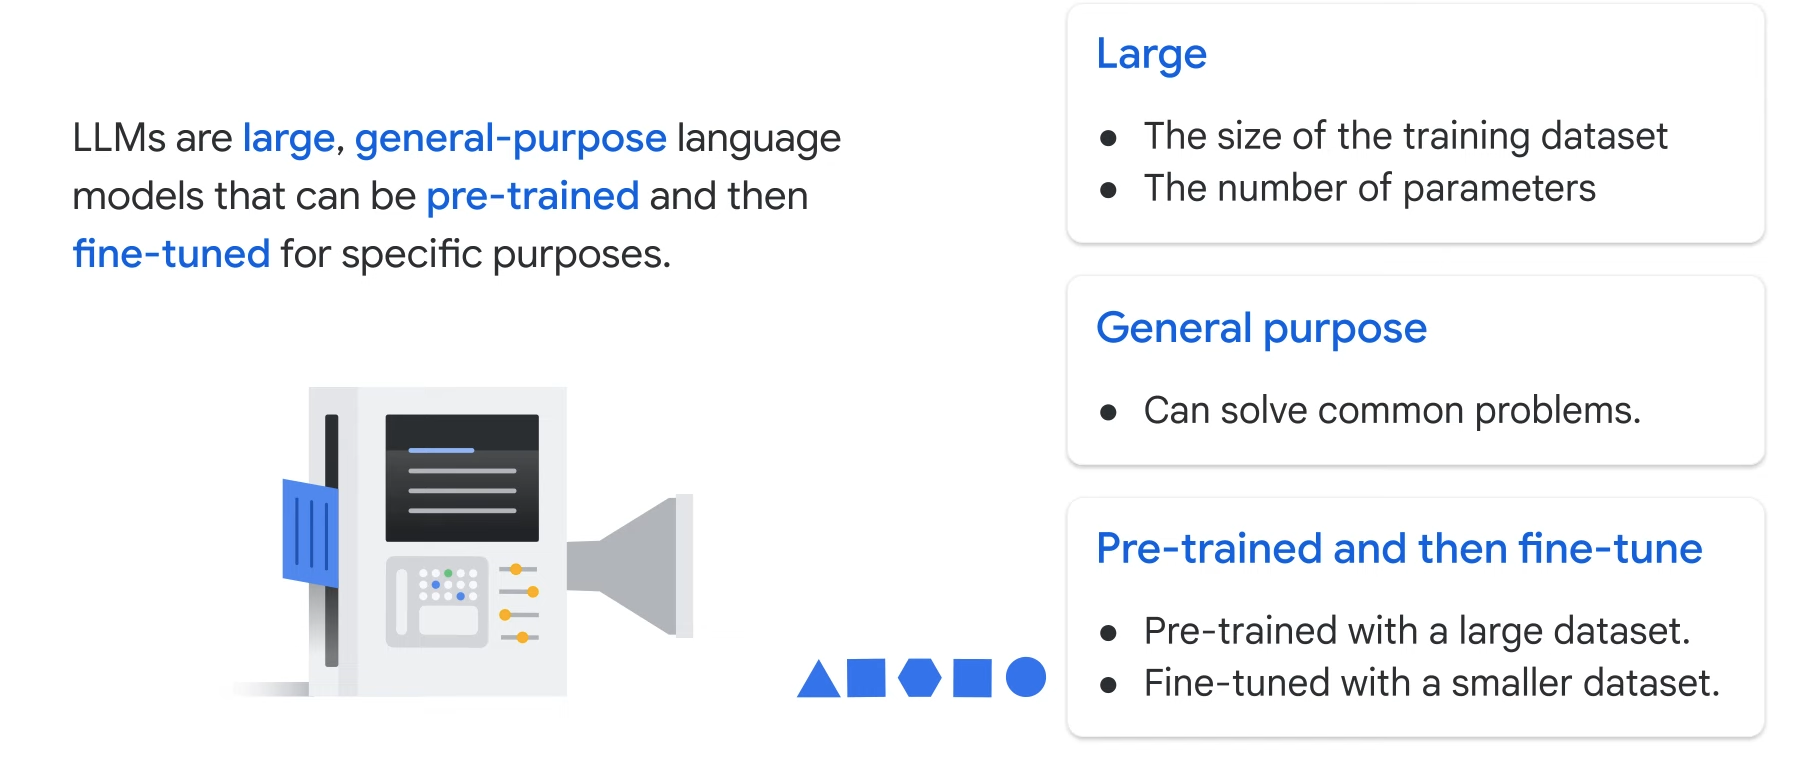 LLMs are large, general-purpose language
models that can be pre-trained and then
fine-tuned for specific purposes.
Large
● The size of the training dataset
● The number of parameters
General purpose
● Can solve common problems.
Pre-trained and then fine-tune
● Pre-trained with a large dataset.
● Fine-tuned with a smaller dataset.